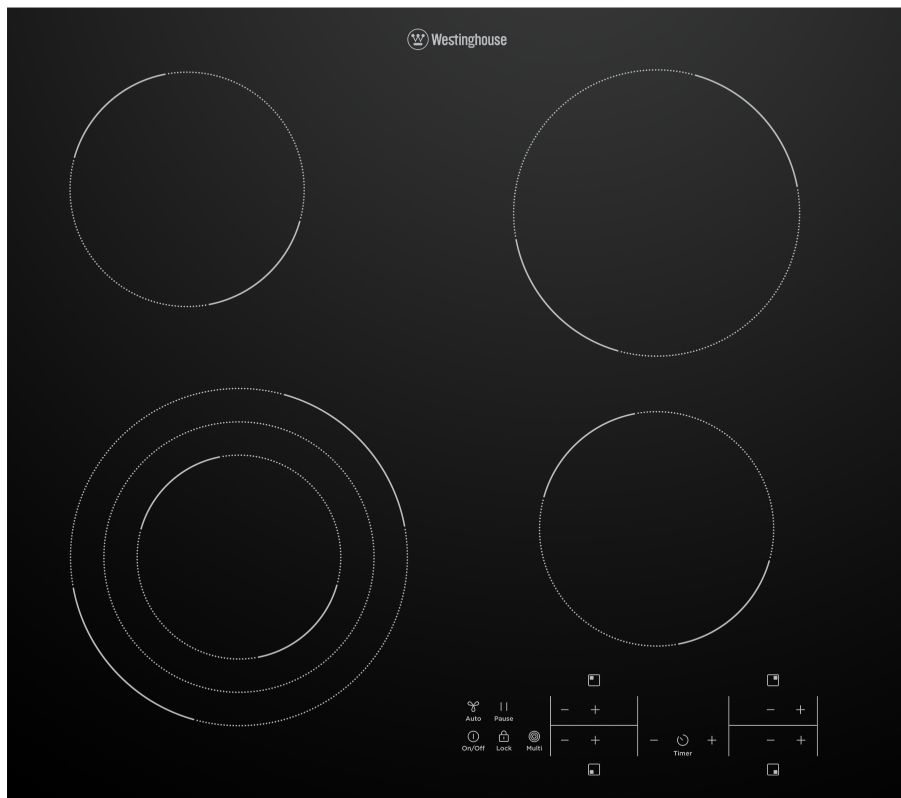 Westinghouse
Auto Pause
− +
− +
On/Off Lock Multi
− +
− Timer +
− +